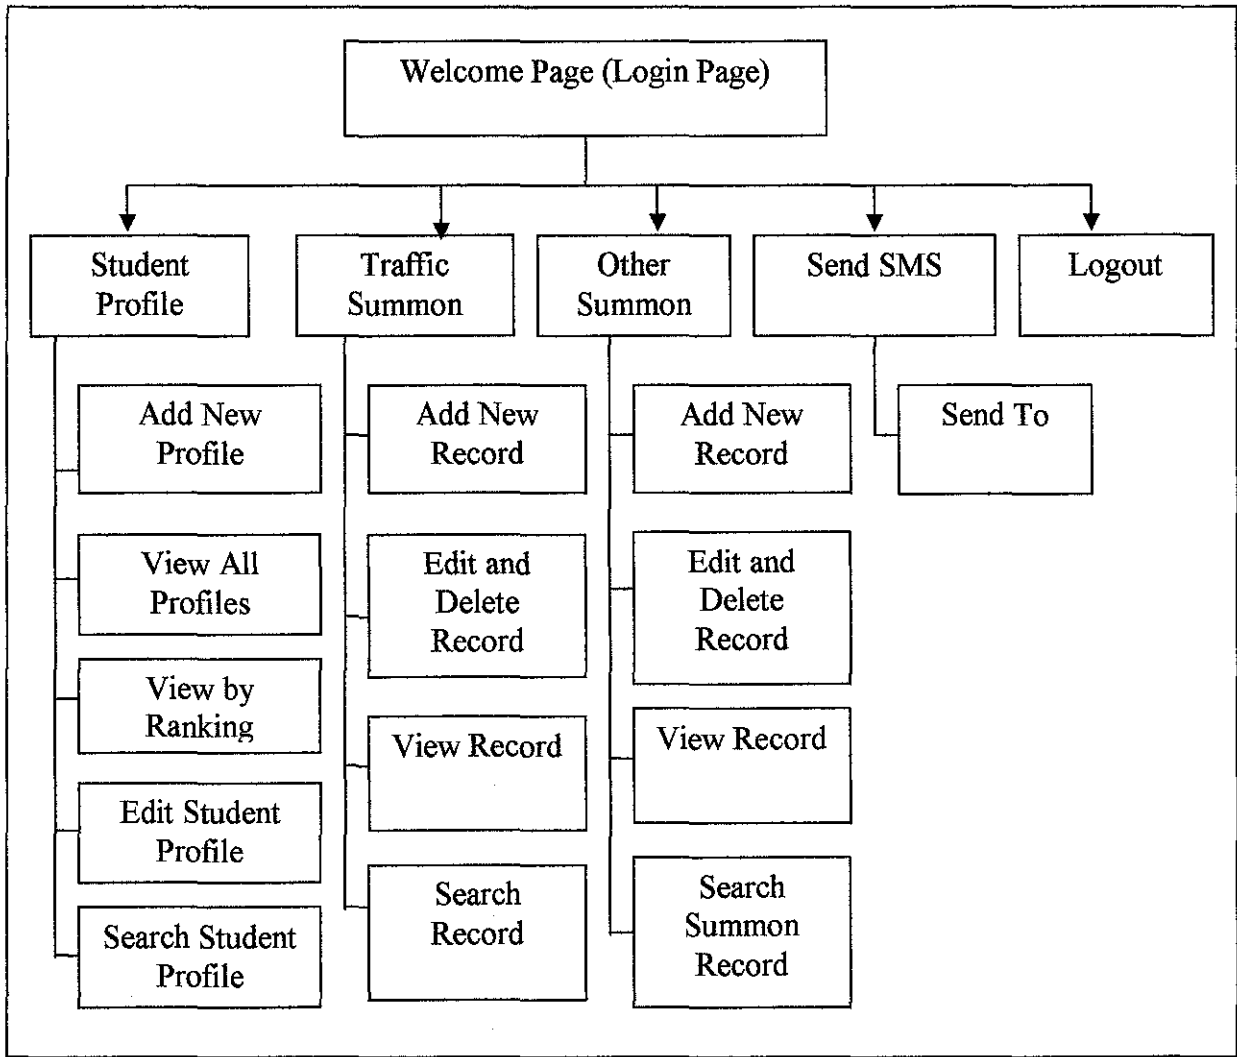 Welcome Page (Login Page)
Student
Profile
Traffic
Summon
Other
Summon
Send SMS
Logout
Add New
Profile
View All
Profiles
View by
Ranking
Edit Student
Profile
Search Student
Profile
Add New
Record
Edit and
Delete
Record
View Record
Search
Record
Add New
Record
Edit and
Delete
Record
View Record
Search
Summon
Record
Send To